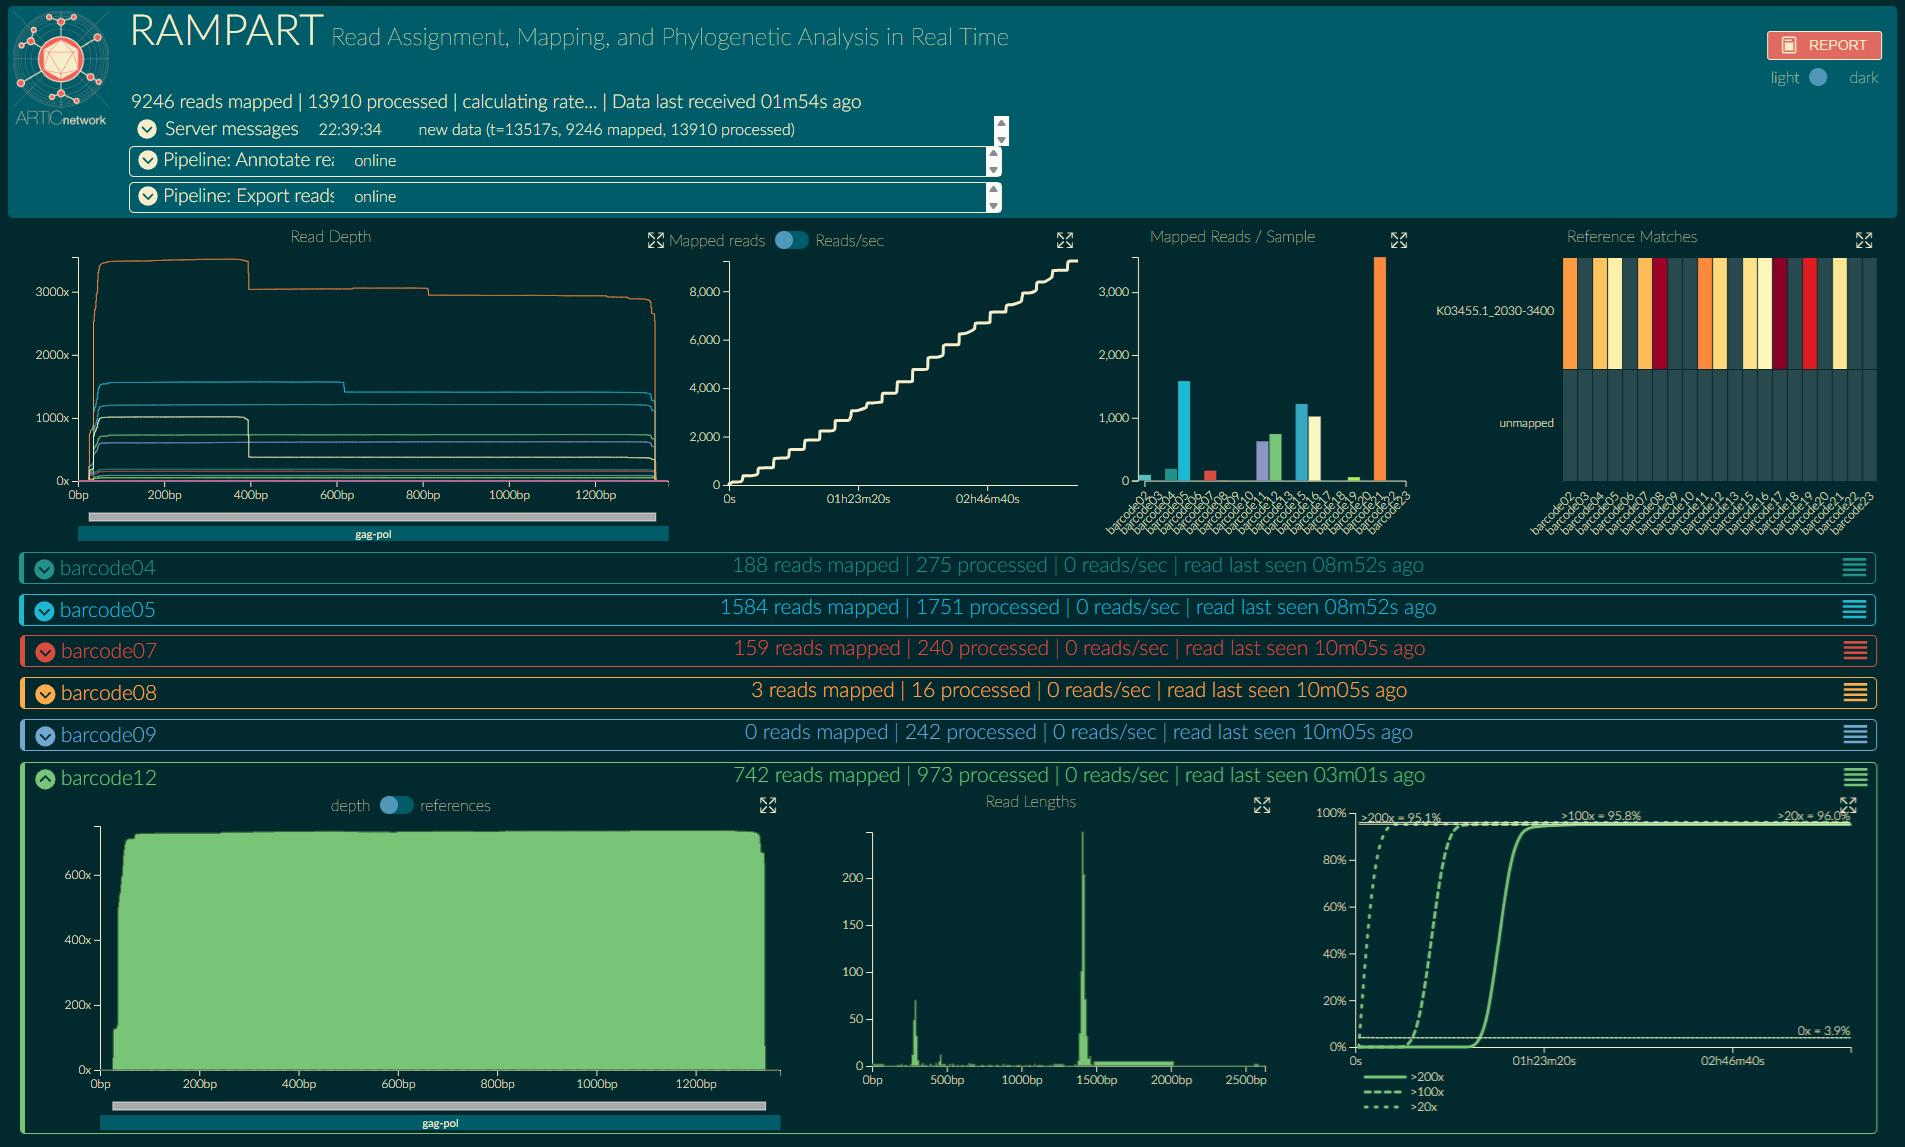 RAMPART Read Assignment, Mapping, and Phylogenetic Analysis in Real Time
REPORT
light dark
ARTICnetwork
9246 reads mapped | 13910 processed | calculating rate... | Data last received 01m54s ago
Server messages 22:39:34 new data (t=13517s, 9246 mapped, 13910 processed)
Pipeline: Annotate rea online
Pipeline: Export reads online
Read Depth
3000x
2000x
1000x
0x
0bp 200bp 400bp 600bp 800bp 1000bp 1200bp
gag-pol
Mapped reads Reads/sec
8,000
6,000
4,000
2,000
0
0s 01h23m20s 02h46m40s
Mapped Reads / Sample
3,000
2,000
1,000
0
barcode02
barcode03
barcode04
barcode05
barcode06
barcode07
barcode08
barcode09
barcode10
barcode11
barcode12
barcode13
barcode15
barcode16
barcode17
barcode18
barcode19
barcode20
barcode21
barcode22
barcode23
Reference Matches
K03455.1_2030-3400
unmapped
barcode02
barcode03
barcode04
barcode05
barcode06
barcode07
barcode08
barcode09
barcode10
barcode11
barcode12
barcode13
barcode15
barcode16
barcode17
barcode18
barcode19
barcode20
barcode21
barcode22
barcode23
barcode04 188 reads mapped | 275 processed | 0 reads/sec | read last seen 08m52s ago
barcode05 1584 reads mapped | 1751 processed | 0 reads/sec | read last seen 08m52s ago
barcode07 159 reads mapped | 240 processed | 0 reads/sec | read last seen 10m05s ago
barcode08 3 reads mapped | 16 processed | 0 reads/sec | read last seen 10m05s ago
barcode09 0 reads mapped | 242 processed | 0 reads/sec | read last seen 10m05s ago
barcode12 742 reads mapped | 973 processed | 0 reads/sec | read last seen 03m01s ago
depth references
600x
400x
200x
0x
0bp 200bp 400bp 600bp 800bp 1000bp 1200bp
gag-pol
Read Lengths
200
150
100
50
0
0bp 500bp 1000bp 1500bp 2000bp 2500bp
100%
80%
60%
40%
20%
0%
>200x = 95.1% >100x = 95.8% >20x = 96.0%
0x = 3.9%
0s 01h23m20s 02h46m40s
>200x
>100x
>20x